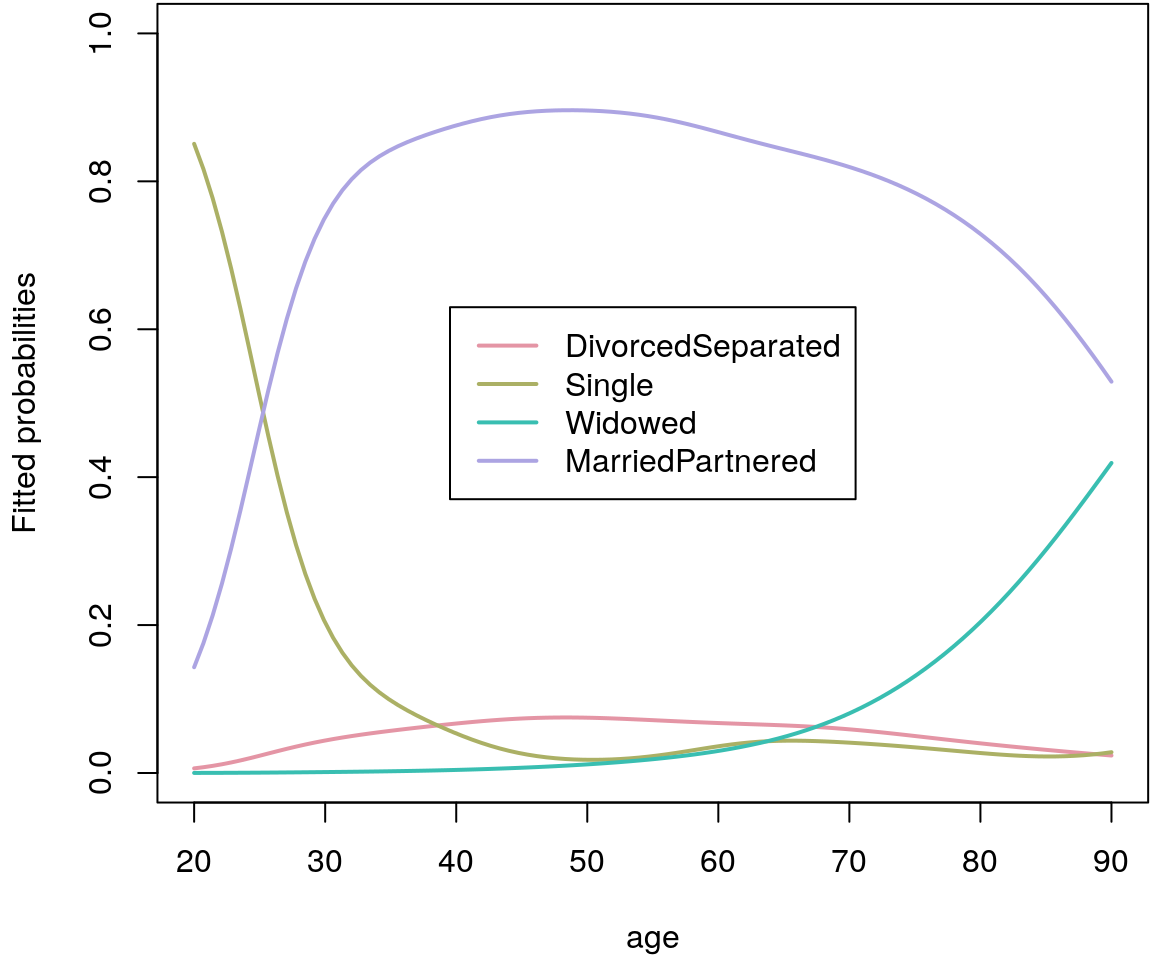 Fitted probabilities
1.0
0.8
0.6
0.4
0.2
0.0
DivorcedSeparated
Single
Widowed
MarriedPartnered
20 30 40 50 60 70 80 90
age